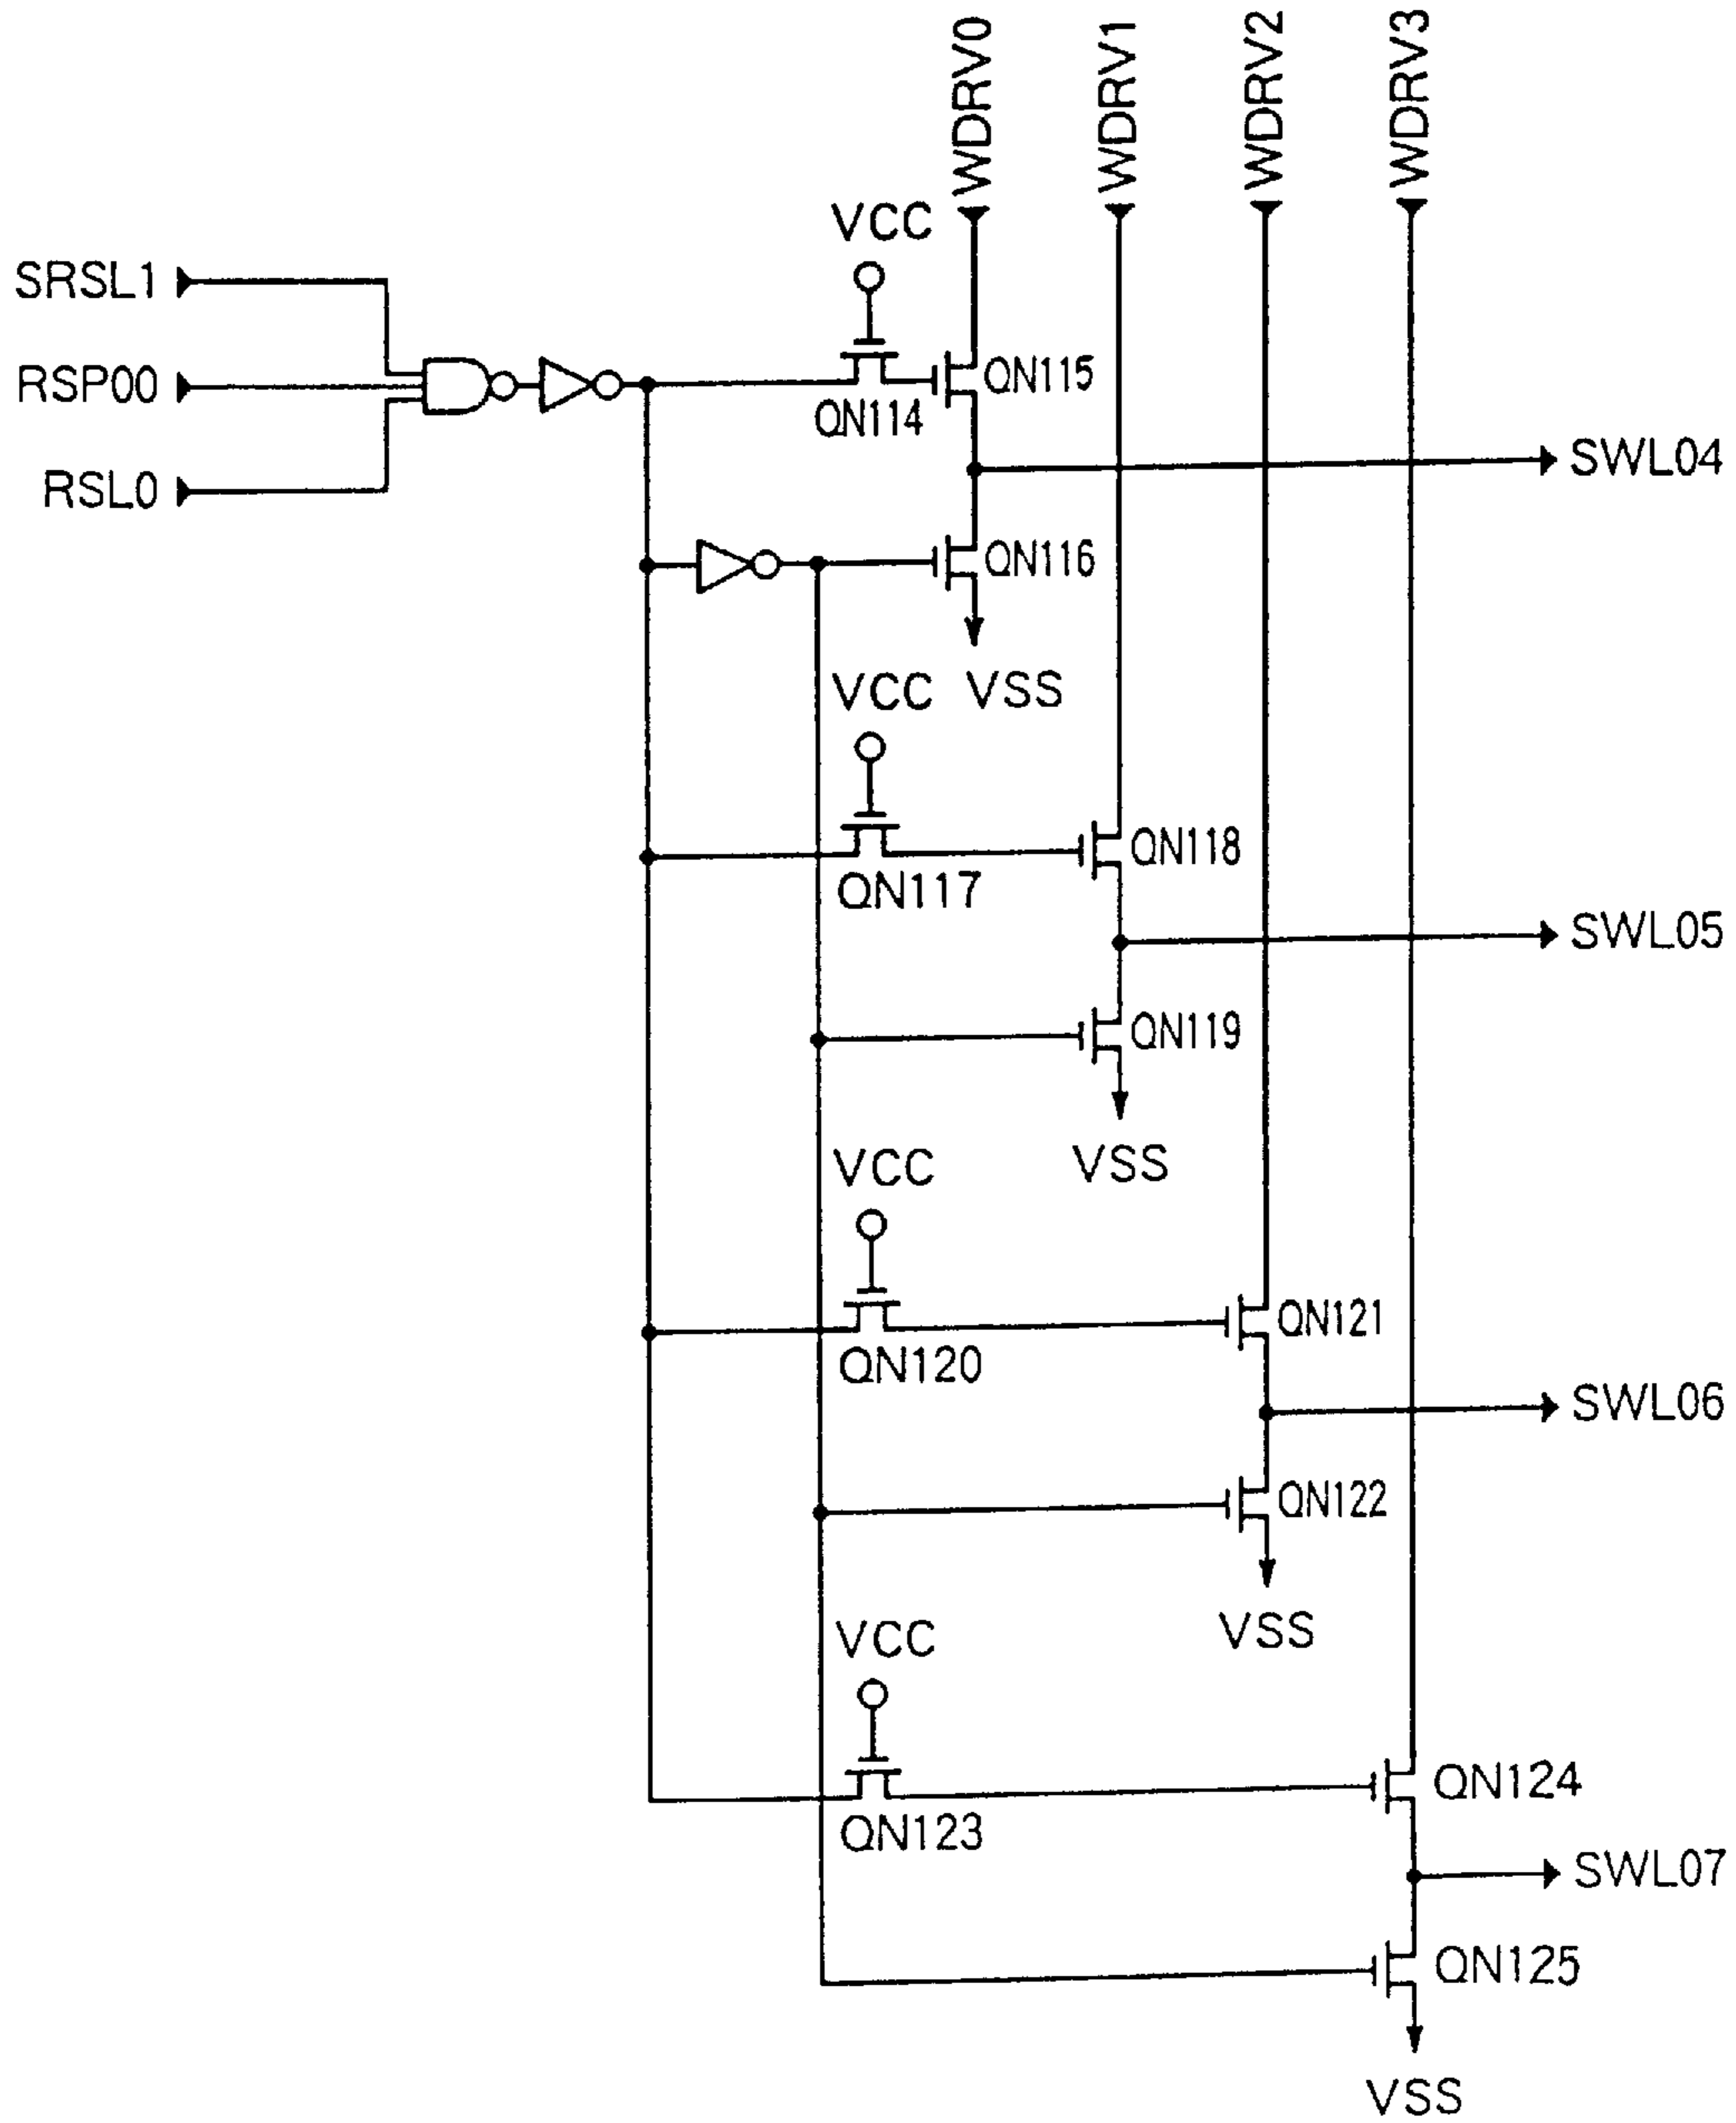 WDRV0
WDRV1
WDRV2
WDRV3
VCC
SRSL1
RSP00
RSL0
QN114
QN115
SWL04
QN116
VSS
VCC
QN117
QN118
SWL05
QN119
VSS
VCC
QN120
QN121
SWL06
QN122
VSS
VCC
QN123
QN124
SWL07
QN125
VSS